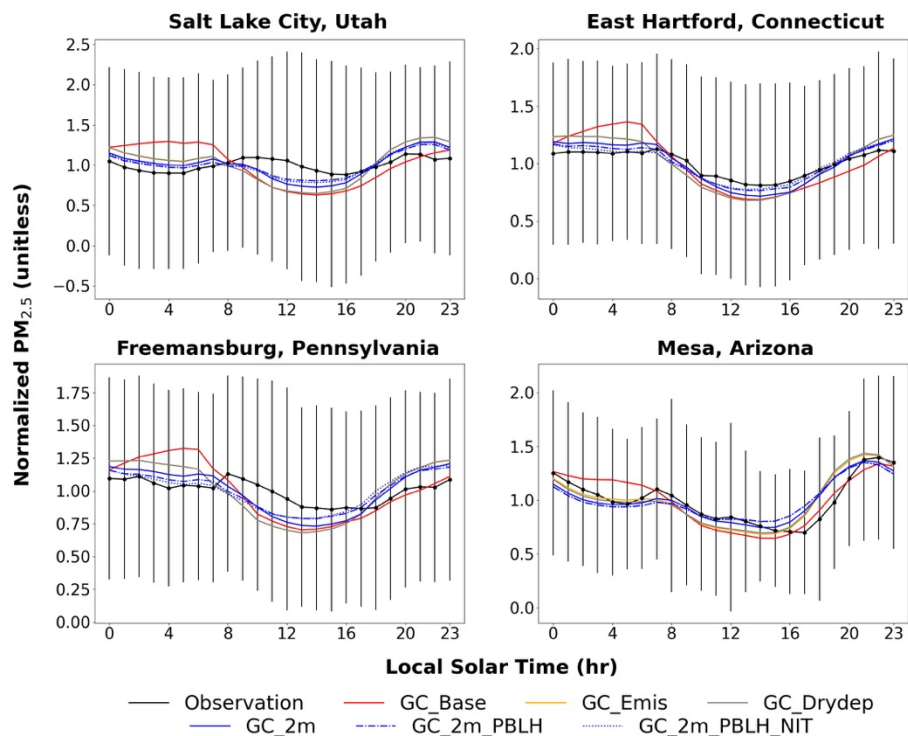 Salt Lake City, Utah
East Hartford, Connecticut
2.5
2.0
1.5
1.0
0.5
0.0
−0.5
2.0
1.5
1.0
0.5
0.0
0 4 8 12 16 20 23
0 4 8 12 16 20 23
Freemansburg, Pennsylvania
Mesa, Arizona
1.75
1.50
1.25
1.00
0.75
0.50
0.25
0.00
2.0
1.5
1.0
0.5
0.0
0 4 8 12 16 20 23
0 4 8 12 16 20 23
Normalized PM2.5 (unitless)
Local Solar Time (hr)
Observation GC_Base GC_Emis GC_Drydep
GC_2m GC_2m_PBLH GC_2m_PBLH_NIT